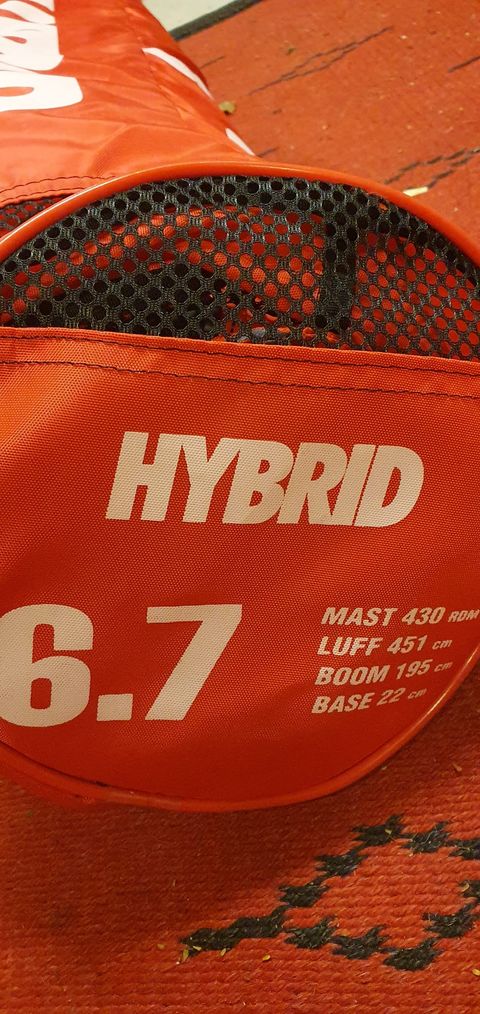 HYBRID
6.7
MAST 430 RDM
LUFF 451 cm
BOOM 195 cm
BASE 22 cm